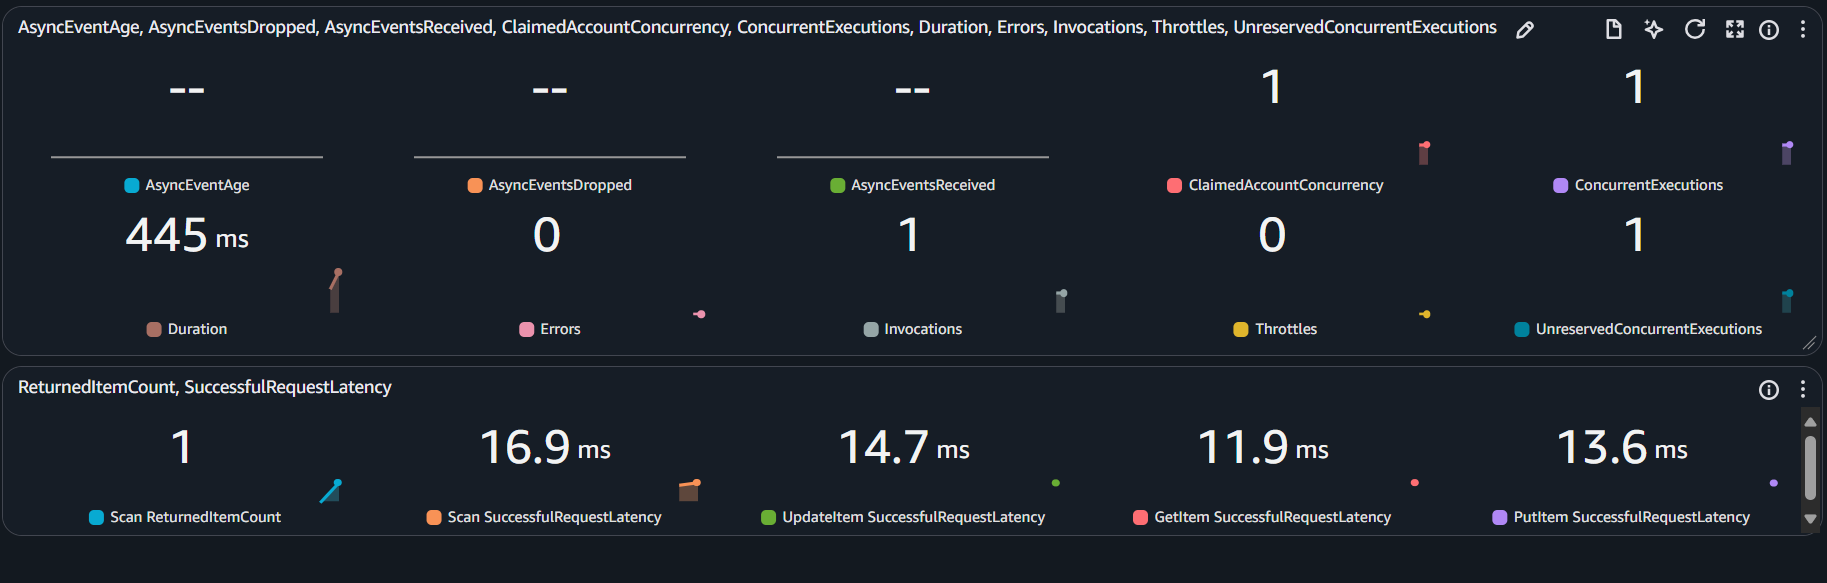 AsyncEventAge, AsyncEventsDropped, AsyncEventsReceived, ClaimedAccountConcurrency, ConcurrentExecutions, Duration, Errors, Invocations, Throttles, UnreservedConcurrentExecutions
-- -- -- 1 1
AsyncEventAge AsyncEventsDropped AsyncEventsReceived ClaimedAccountConcurrency ConcurrentExecutions
445 ms 0 1 0 1
Duration Errors Invocations Throttles UnreservedConcurrentExecutions
ReturnedItemCount, SuccessfulRequestLatency
1 16.9 ms 14.7 ms 11.9 ms 13.6 ms
Scan ReturnedItemCount Scan SuccessfulRequestLatency UpdateItem SuccessfulRequestLatency GetItem SuccessfulRequestLatency PutItem SuccessfulRequestLatency